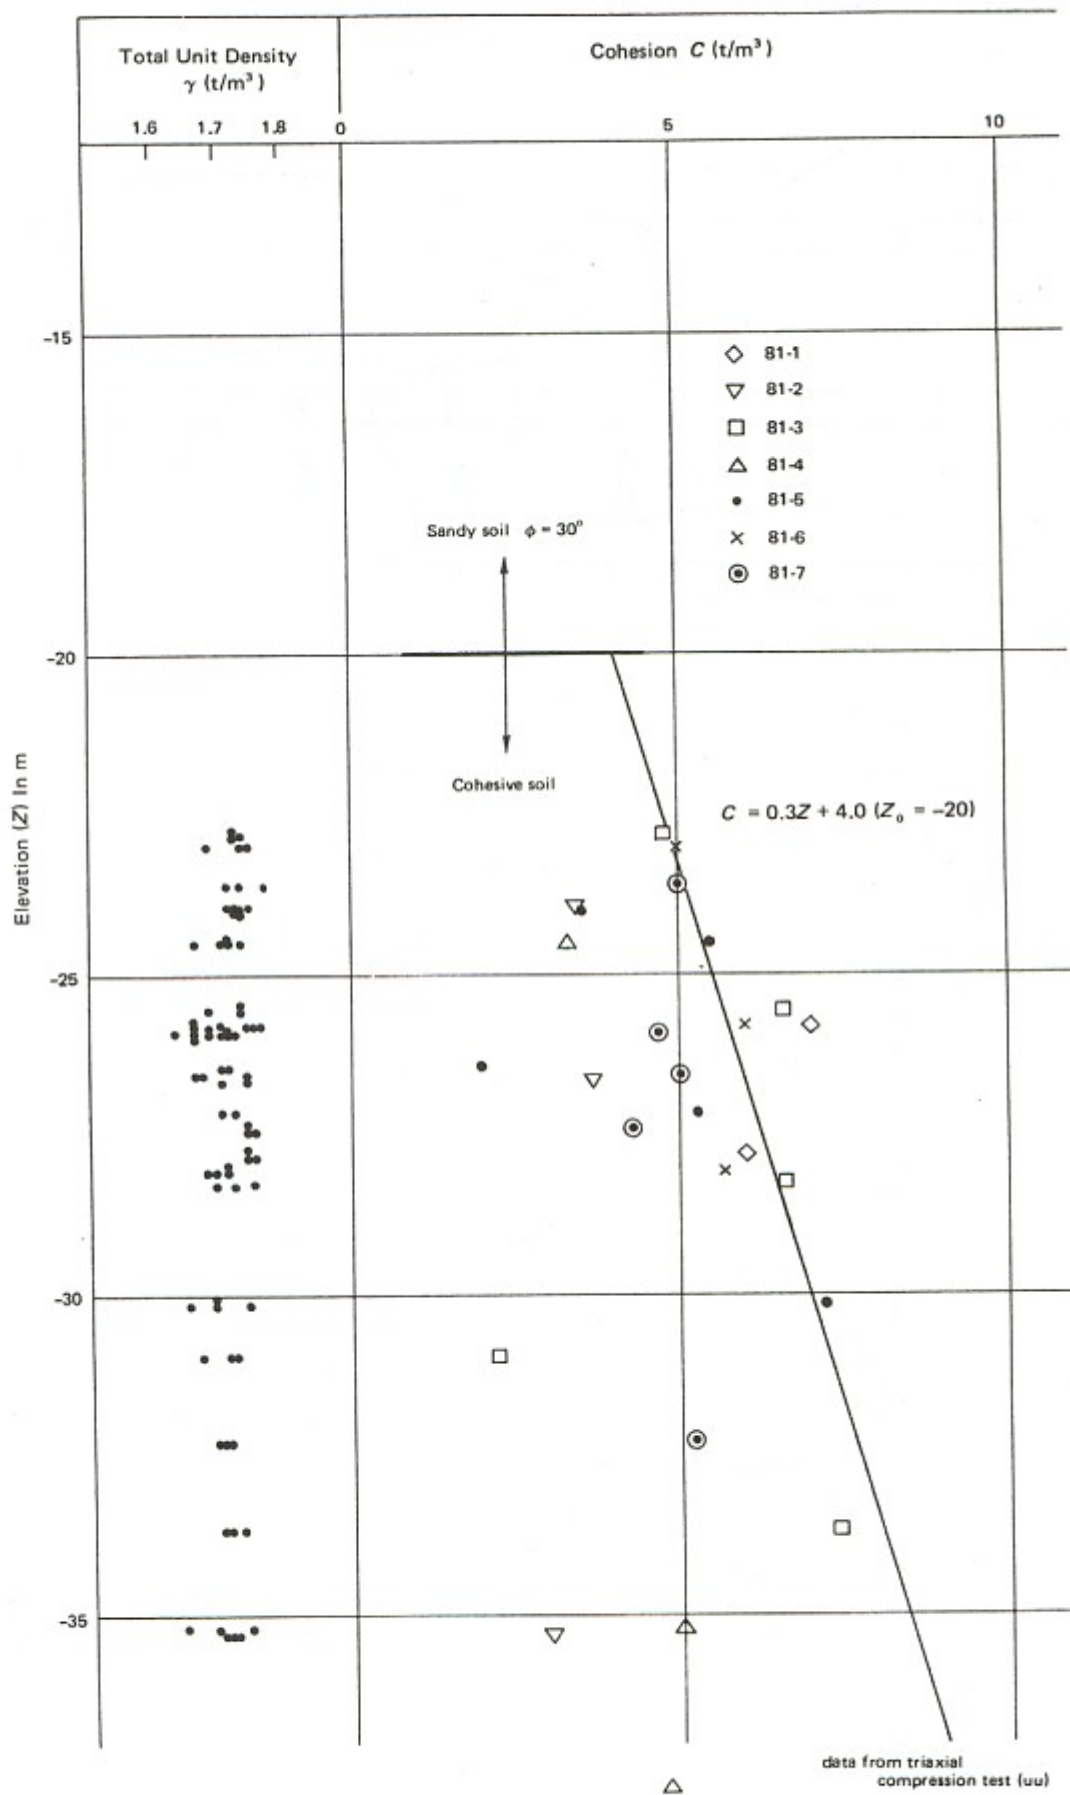 Total Unit Density
γ (t/m³)
Cohesion C (t/m³)
1.6 1.7 1.8 0 5 10
-15
81-1
81-2
81-3
81-4
81-5
81-6
81-7
Sandy soil φ = 30°
-20
Cohesive soil
C = 0.3Z + 4.0 (Z₀ = -20)
Elevation (Z) In m
-25
-30
-35
data from triaxial
compression test (uu)